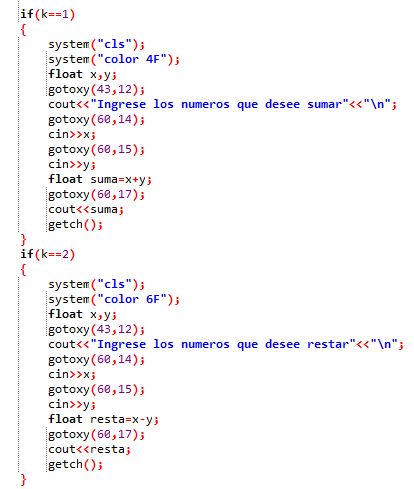 if(k==1)
{
system("cls");
system("color 4F");
float x,y;
gotoxy(43,12);
cout<<"Ingrese los numeros que desee sumar"<<"\n";
gotoxy(60,14);
cin>>x;
gotoxy(60,15);
cin>>y;
float suma=x+y;
gotoxy(60,17);
cout<<suma;
getch();
}
if(k==2)
{
system("cls");
system("color 6F");
float x,y;
gotoxy(43,12);
cout<<"Ingrese los numeros que desee restar"<<"\n";
gotoxy(60,14);
cin>>x;
gotoxy(60,15);
cin>>y;
float resta=x-y;
gotoxy(60,17);
cout<<resta;
getch();
}